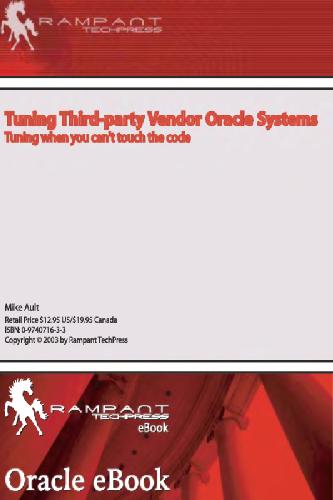 RAMPANT
TECHPRESS
Tuning Third-party Vendor Oracle Systems
Tuning when you can't touch the code
Mike Ault
Retail Price $12.95 US/$19.95 Canada
ISBN: 0-9740716-3-3
Copyright © 2003 by Rampant TechPress
RAMPANT
TECHPRESS
eBook
Oracle eBook